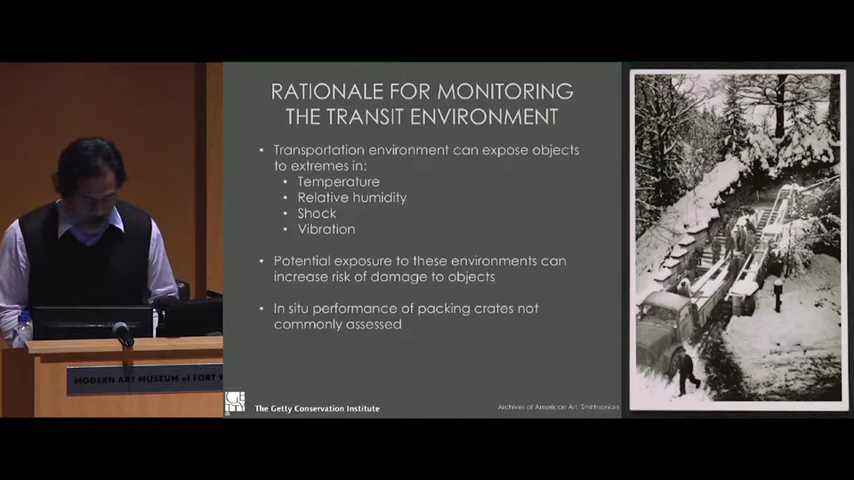 RATIONALE FOR MONITORING
THE TRANSIT ENVIRONMENT
• Transportation environment can expose objects
to extremes in:
• Temperature
• Relative humidity
• Shock
• Vibration
• Potential exposure to these environments can
increase risk of damage to objects
• In situ performance of packing crates not
commonly assessed
The Getty Conservation Institute
Archives of American Art, Smithsonian
MODERN ART MUSEUM of FORT W